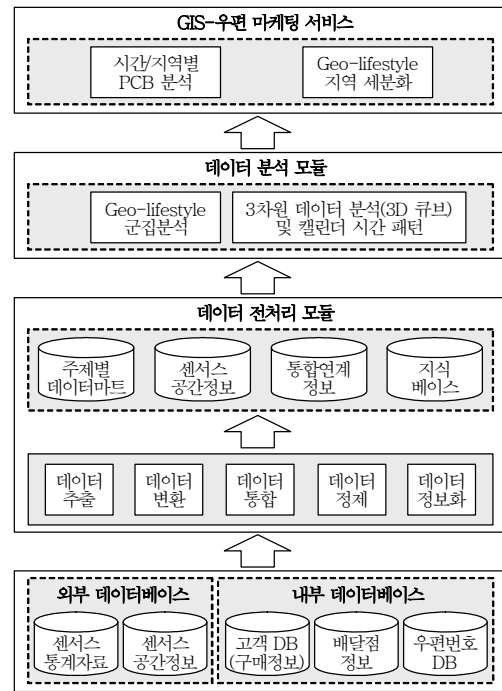 GIS-우편 마케팅 서비스
시간/지역별
PCB 분석
Geo-lifestyle
지역 세분화
데이터 분석 모듈
Geo-lifestyle
군집분석
3차원 데이터 분석(3D 큐브)
및 캘린더 시간 패턴
데이터 전처리 모듈
주제별
데이터마트
센서스
공간정보
통합연계
정보
지식
베이스
데이터
추출
데이터
변환
데이터
통합
데이터
정제
데이터
정보화
외부 데이터베이스
센서스
통계자료
센서스
공간정보
내부 데이터베이스
고객 DB
(구매정보)
배달점
정보
우편번호
DB